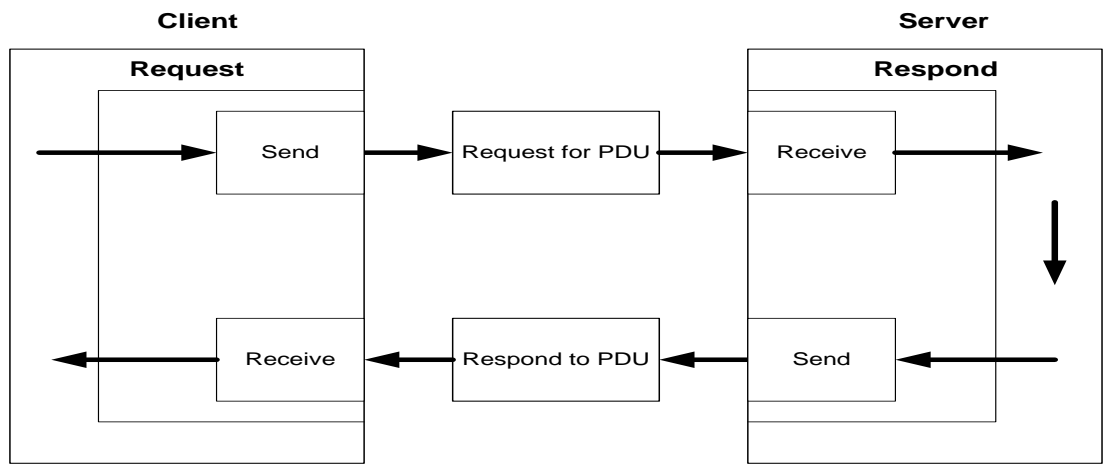 Client
Server
Request
Respond
Send
Request for PDU
Receive
Receive
Respond to PDU
Send